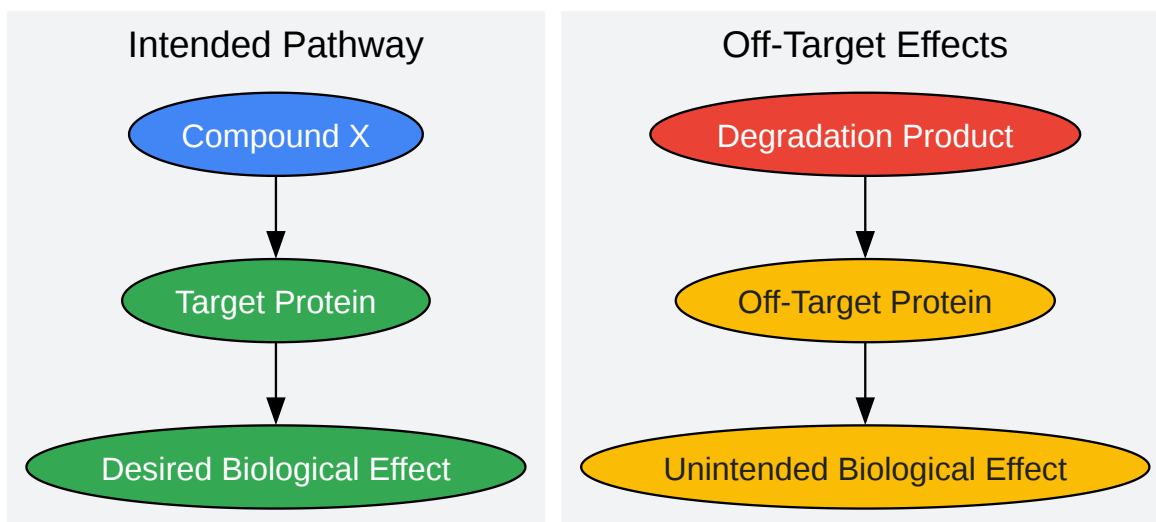 Intended Pathway
Compound X
Target Protein
Desired Biological Effect
Off-Target Effects
Degradation Product
Off-Target Protein
Unintended Biological Effect